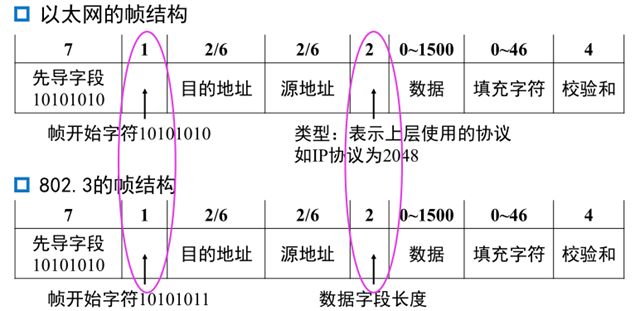 以太网的帧结构
7 1 2/6 2/6 2 0~1500 0~46 4
先导字段 目的地址 源地址 数据 填充字符 校验和
10101010
帧开始字符10101010 类型：表示上层使用的协议
如IP协议为2048
802.3的帧结构
7 1 2/6 2/6 2 0~1500 0~46 4
先导字段 目的地址 源地址 数据 填充字符 校验和
10101010
帧开始字符10101011 数据字段长度